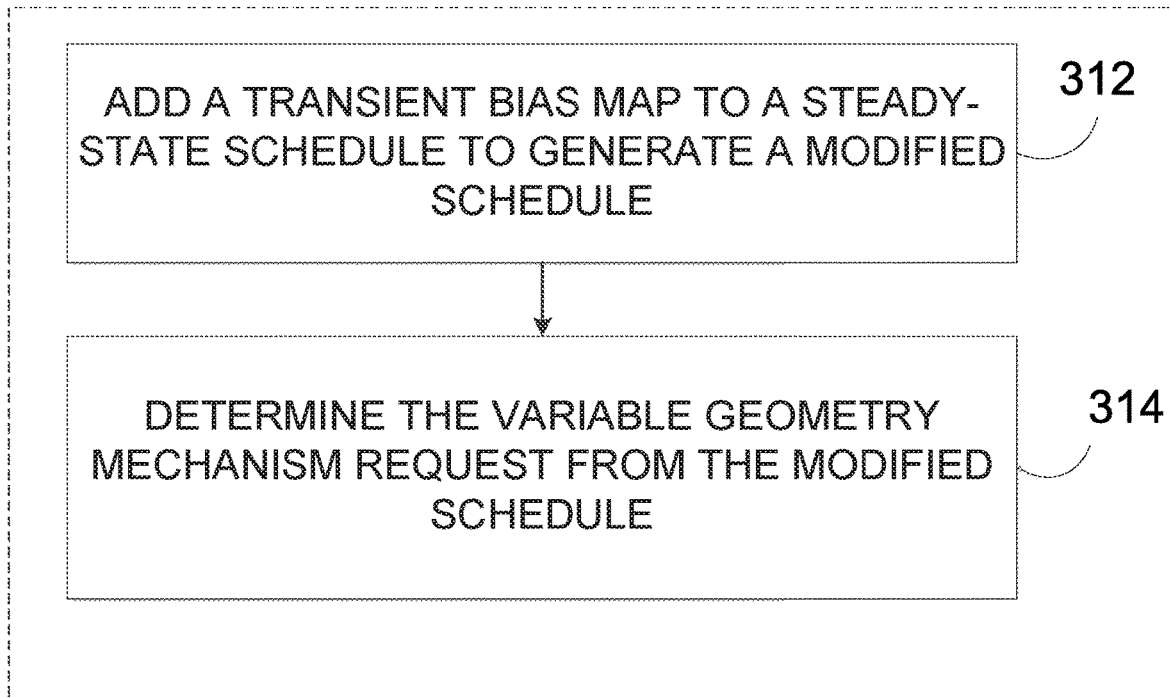 ADD A TRANSIENT BIAS MAP TO A STEADY-
STATE SCHEDULE TO GENERATE A MODIFIED
SCHEDULE
312
DETERMINE THE VARIABLE GEOMETRY
MECHANISM REQUEST FROM THE MODIFIED
SCHEDULE
314